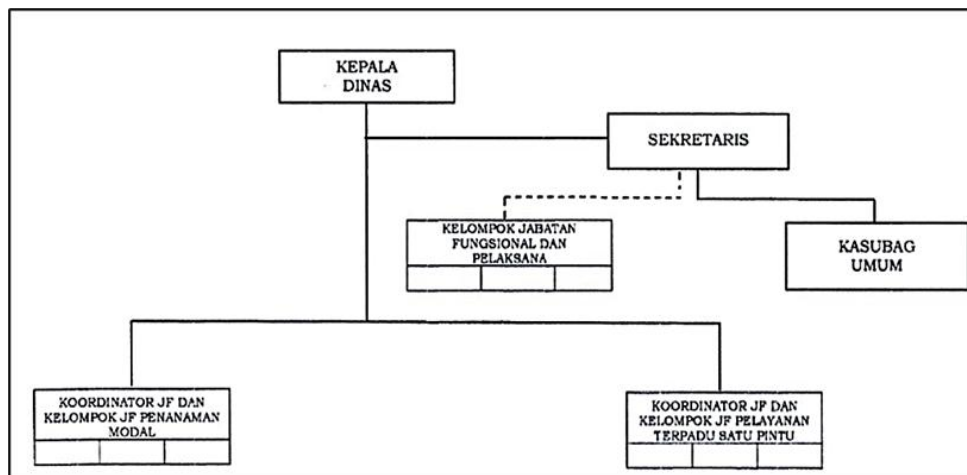 KEPALA
DINAS
SEKRETARIS
KELOMPOK JABATAN
FUNGSIONAL DAN
PELAKSANA
KASUBAG
UMUM
KOORDINATOR JF DAN
KELOMPOK JF PENANAMAN
MODAL
KOORDINATOR JF DAN
KELOMPOK JF PELAYANAN
TERPADU SATU PINTU